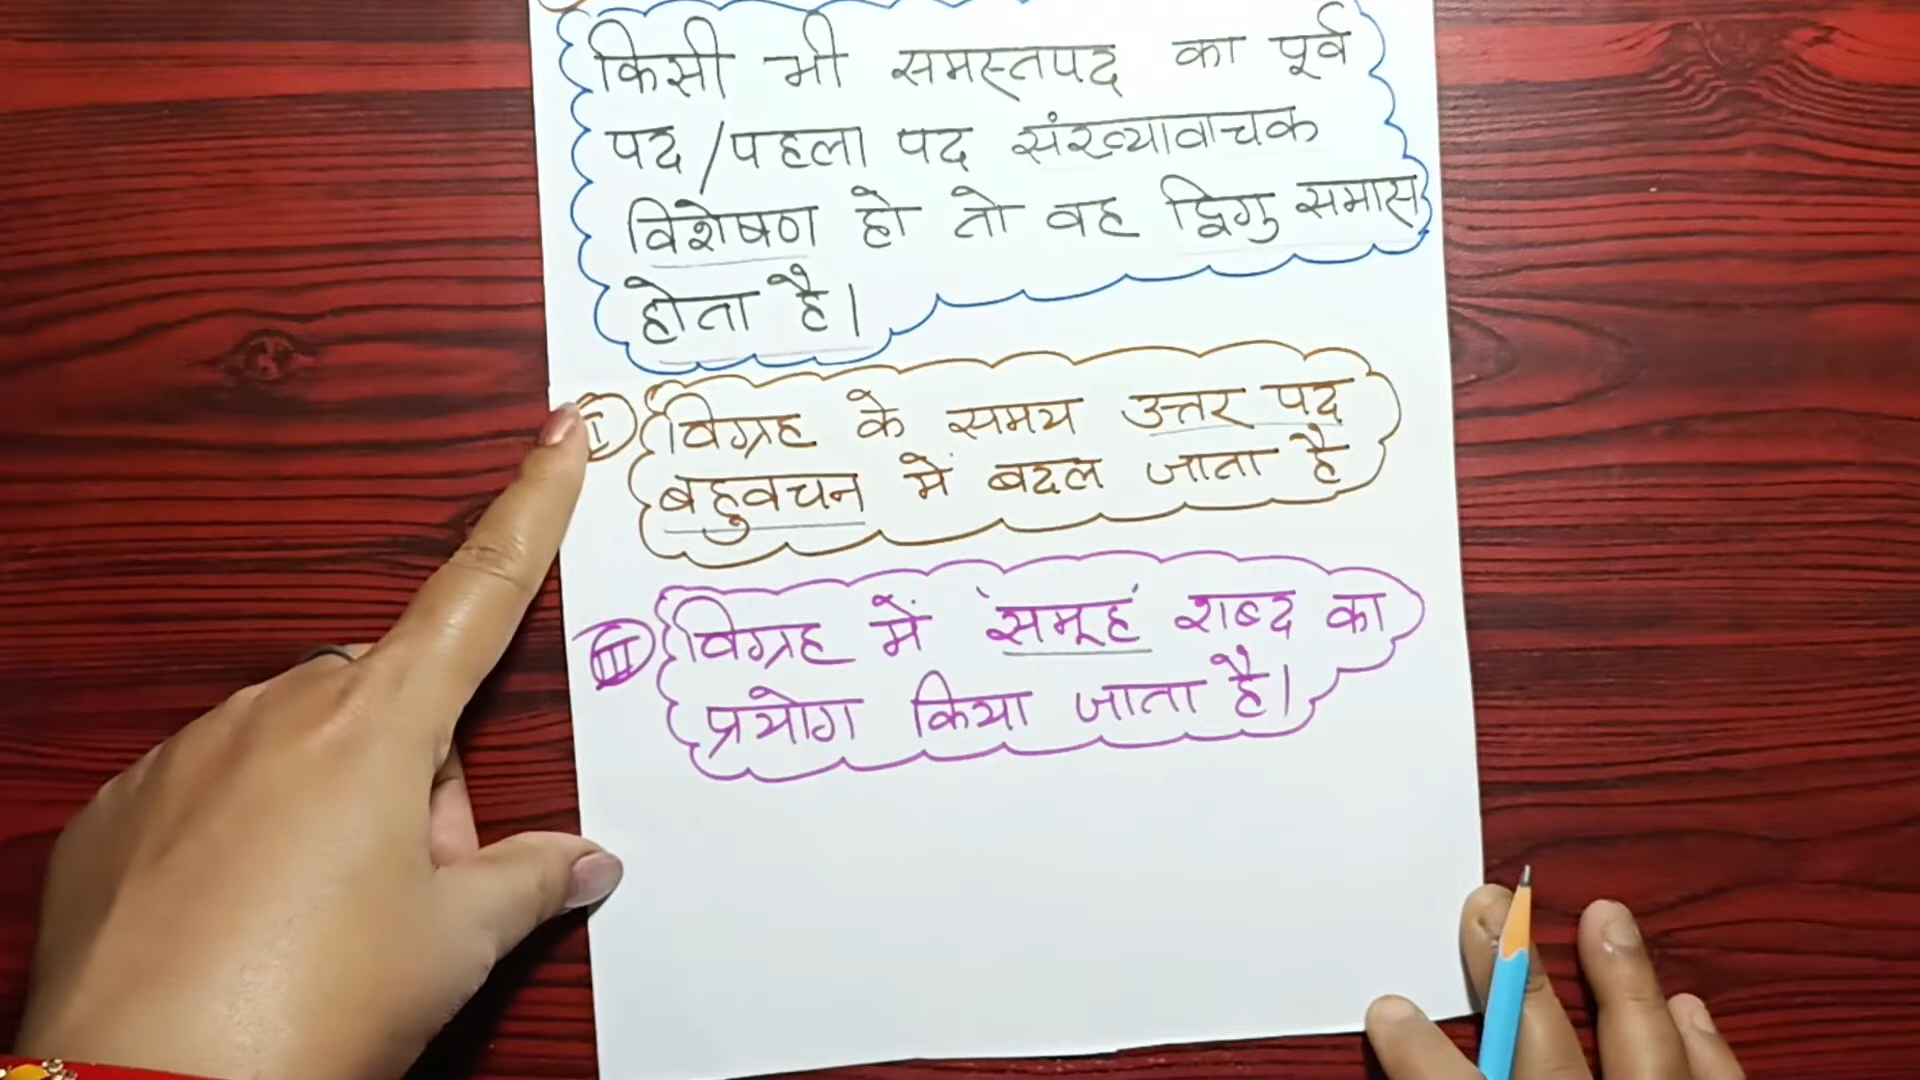 किसी भी समस्तपद का पूर्व
पद/पहला पद संख्यावाचक
विशेषण हो तो वह द्विगु समास
होता है।
विग्रह के समय उत्तर पद
बहुवचन में बदल जाता है
III विग्रह में 'समूह' शब्द का
प्रयोग किया जाता है।